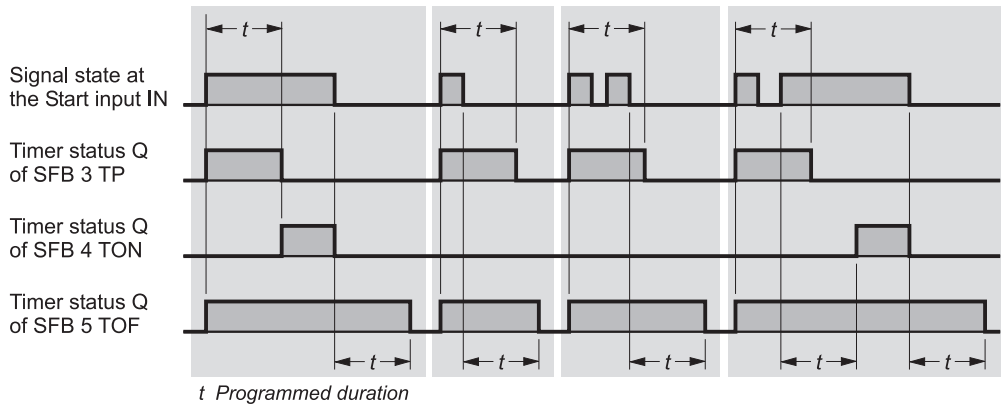 t t t t
Signal state at
the Start input IN
Timer status Q
of SFB 3 TP
Timer status Q
of SFB 4 TON
Timer status Q
of SFB 5 TOF
t t t t t
t Programmed duration